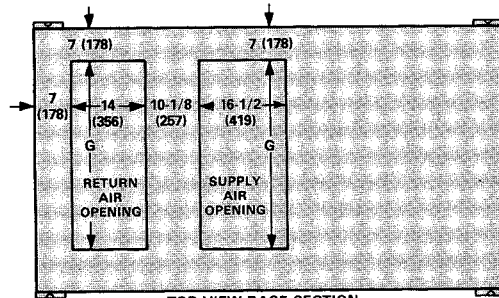 7 (178)
7 (178)
7
(178)
14
(356)
10-1/8
(257)
16-1/2
(419)
G
G
RETURN
AIR
OPENING
SUPPLY
AIR
OPENING
TOP VIEW BASE SECTION